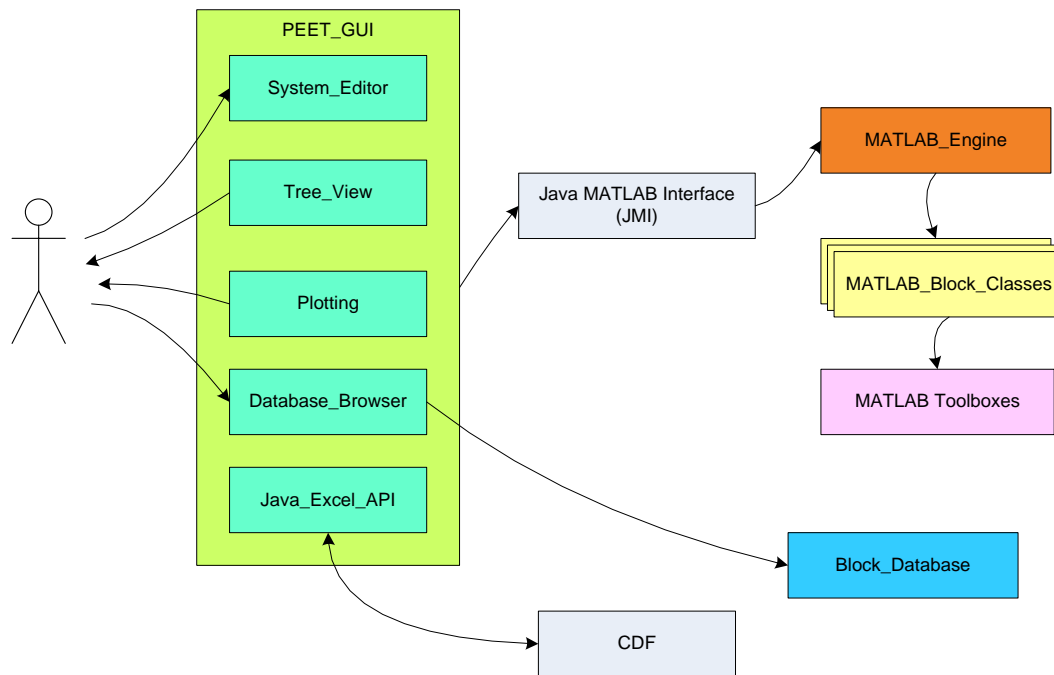 PEET_GUI
System_Editor
Tree_View
Plotting
Database_Browser
Java_Excel_API
Java MATLAB Interface
(JMI)
MATLAB_Engine
MATLAB_Block_Classes
MATLAB Toolboxes
Block_Database
CDF